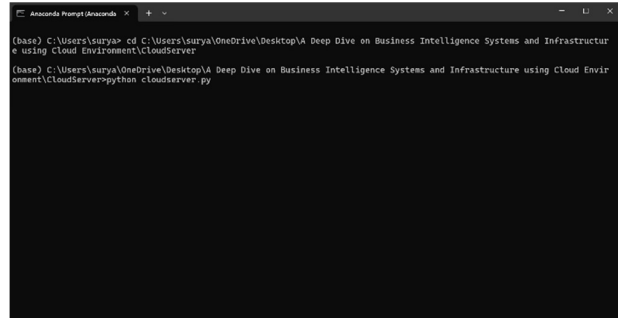 Anaconda Prompt (Anaconda
(base) C:\Users\surya> cd C:\Users\surya\OneDrive\Desktop\A Deep Dive on Business Intelligence Systems and Infrastructur
e using Cloud Environment\CloudServer
(base) C:\Users\surya\OneDrive\Desktop\A Deep Dive on Business Intelligence Systems and Infrastructure using Cloud Envir
onment\CloudServer>python cloudserver.py